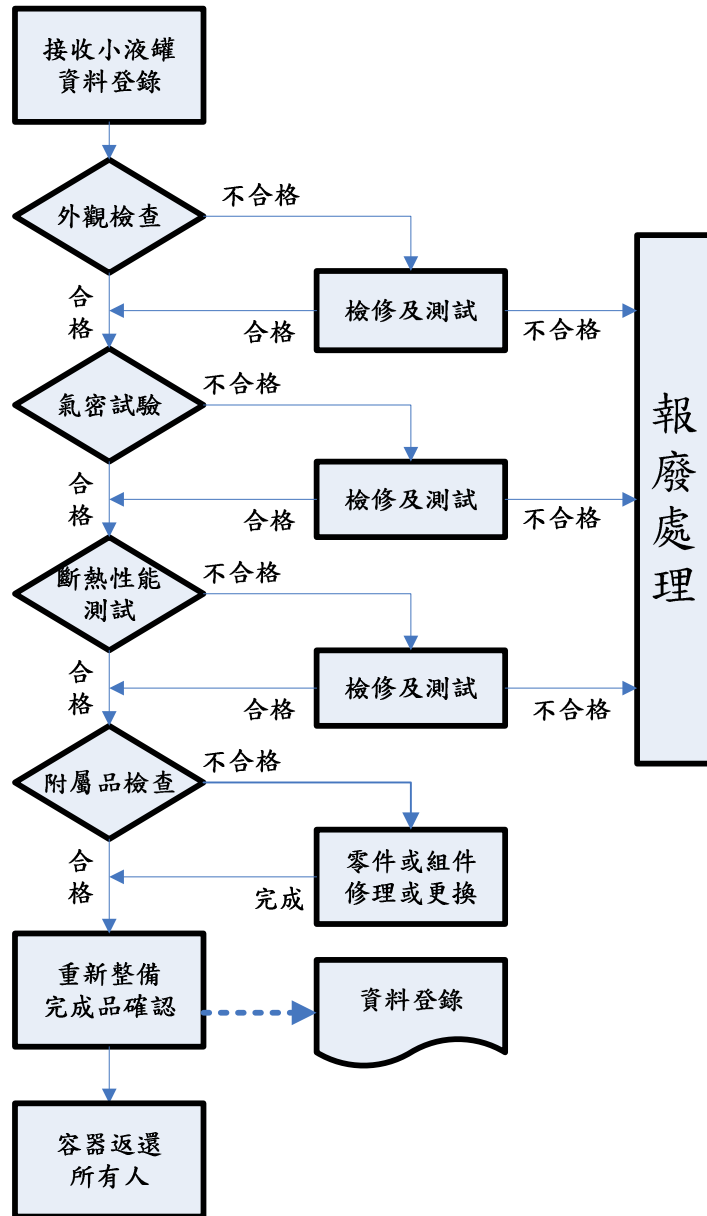 接收小液罐
資料登錄
外觀檢查
不合格
合
格
檢修及測試
合格
不合格
氣密試驗
不合格
合
格
檢修及測試
合格
不合格
報
廢
處
理
斷熱性能
測試
不合格
合
格
檢修及測試
合格
不合格
附屬品檢查
不合格
合
格
零件或組件
修理或更換
完成
重新整備
完成品確認
資料登錄
容器返還
所有人